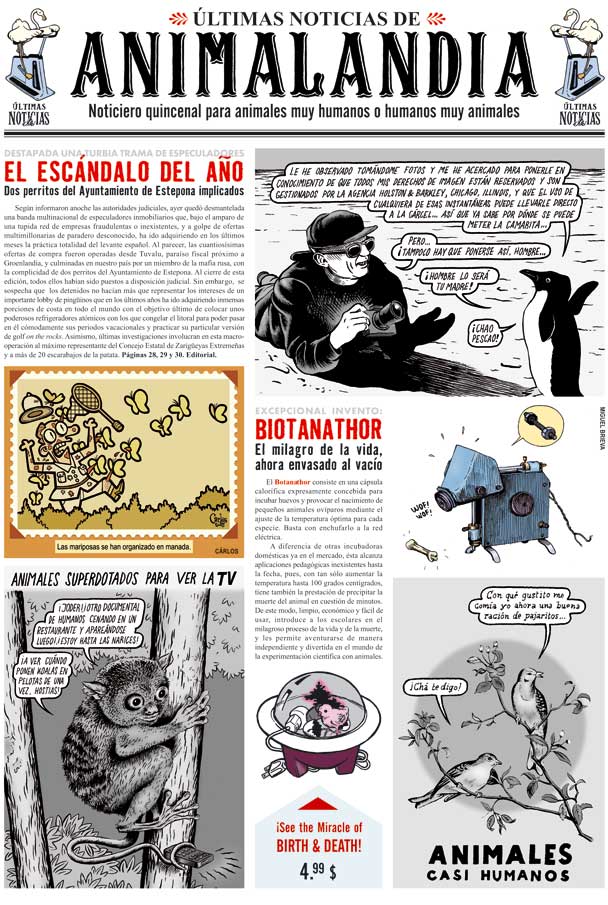 ÚLTIMAS NOTICIAS DE
ANIMALANDIA
Noticiero quincenal para animales muy humanos o humanos muy animales
ÚLTIMAS
NOTICIAS
DE
ÚLTIMAS
NOTICIAS
DE
DESTAPADA UNA TURBIA TRAMA DE ESPECULADORES
EL ESCÁNDALO DEL AÑO
Dos perritos del Ayuntamiento de Estepona implicados
Según informaron anoche las autoridades judiciales, ayer quedó desmantelada
una banda multinacional de especuladores inmobiliarios que, bajo el amparo de
una tupida red de empresas fraudulentas o inexistentes, y a golpe de ofertas
multimillonarias de paradero desconocido, ha ido adquiriendo en los últimos
meses la práctica totalidad del levante español. Al parecer, las cuantiosísimas
ofertas de compra fueron operadas desde Tuvalu, paraíso fiscal próximo a
Groenlandia, y culminadas en nuestro país por un miembro de la mafia rusa, con
la complicidad de dos perritos del Ayuntamiento de Estepona. Al cierre de esta
edición, todos ellos habían sido puestos a disposición judicial. Sin embargo, se
sospecha que los detenidos no hacían más que representar los intereses de un
importante lobby de pingüinos que en los últimos años ha ido adquiriendo inmensas
porciones de costa en todo el mundo con el objetivo último de colocar unos
poderosos refrigeradores atómicos con los que congelar el litoral para poder pasar
en él cómodamente sus periodos vacacionales y practicar su particular versión
de golf on the rocks. Asimismo, últimas investigaciones involucran en esta macro-
operación al máximo representante del Concejo Estatal de Zarigüeyas Extremeñas
y a más de 20 escarabajos de la patata. Páginas 28, 29 y 30. Editorial.
LE HE OBSERVADO TOMÁNDOME FOTOS Y ME HE ACERCADO PARA PONERLE EN
CONOCIMIENTO DE QUE TODOS MIS DERECHOS DE IMAGEN ESTÁN RESERVADOS Y SON
GESTIONADOS POR LA AGENCIA HOLSTON & BARKLEY, CHICAGO, ILLINOIS, Y QUE EL USO DE
CUALQUIERA DE ESAS INSTANTÁNEAS PUEDE LLEVARLE DIRECTO
A LA CÁRCEL... ASÍ QUE YA SABE POR DÓNDE SE PUEDE
METER LA CAMARITA...
PERO...
¡TAMPOCO HAY QUE PONERSE ASÍ, HOMBRE...
¡HOMBRE LO SERÁ
TU MADRE!
¡CHAO
PESCAO!
MIGUEL BRIEVA
Las mariposas se han organizado en manada.
CÁRLOS
EXCEPCIONAL INVENTO:
BIOTANATHOR
El milagro de la vida,
ahora envasado al vacío
El Botanathor consiste en una cápsula
calorífica expresamente concebida para
incubar huevos y provocar el nacimiento de
pequeños animales ovíparos mediante el
ajuste de la temperatura óptima para cada
especie. Basta con enchufarlo a la red
eléctrica.
A diferencia de otras incubadoras
domésticas ya en el mercado, ésta alcanza
aplicaciones pedagógicas inexistentes hasta
la fecha, pues, con tan sólo aumentar la
temperatura hasta 100 grados centígrados,
tiene también la prestación de precipitar la
muerte del animal en cuestión de minutos.
De este modo, limpio, económico y fácil de
usar, introduce a los escolares en el
milagroso proceso de la vida y de la muerte,
y les permite aventurarse de manera
independiente y divertida en el mundo de
la experimentación científica con animales.
WOF!
WOF!
¡See the Miracle of
BIRTH & DEATH!
4.99 $
ANIMALES SUPERDOTADOS PARA VER LA TV
¡JODER! ¡OTRO DOCUMENTAL
DE HUMANOS CENANDO EN UN
RESTAURANTE Y APAREÁNDOSE
LUEGO! ¡ESTOY HASTA LAS NARICES!
¡A VER CUÁNDO
PONEN KOALAS EN
PELOTAS DE UNA
VEZ, HOSTIAS!
Con qué gustito me
comía yo ahora una buena
ración de pajaritos...
¡Chá te digo!
ANIMALES
CASI HUMANOS